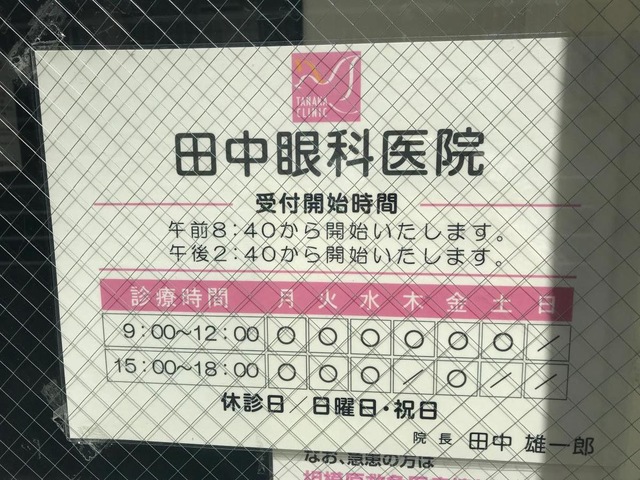 TANAKA
CLINIC
田中眼科医院
受付開始時間
午前8:40から開始いたします。
午後2:40から開始いたします。
診療時間 月 火 水 木 金 土 日
9:00〜12:00 ○ ○ ○ ○ ○ ○ ／
15:00〜18:00 ○ ○ ○ ／ ○ ／ ／
休診日／日曜日・祝日
院長 田中 雄一郎
なお、急患の方は